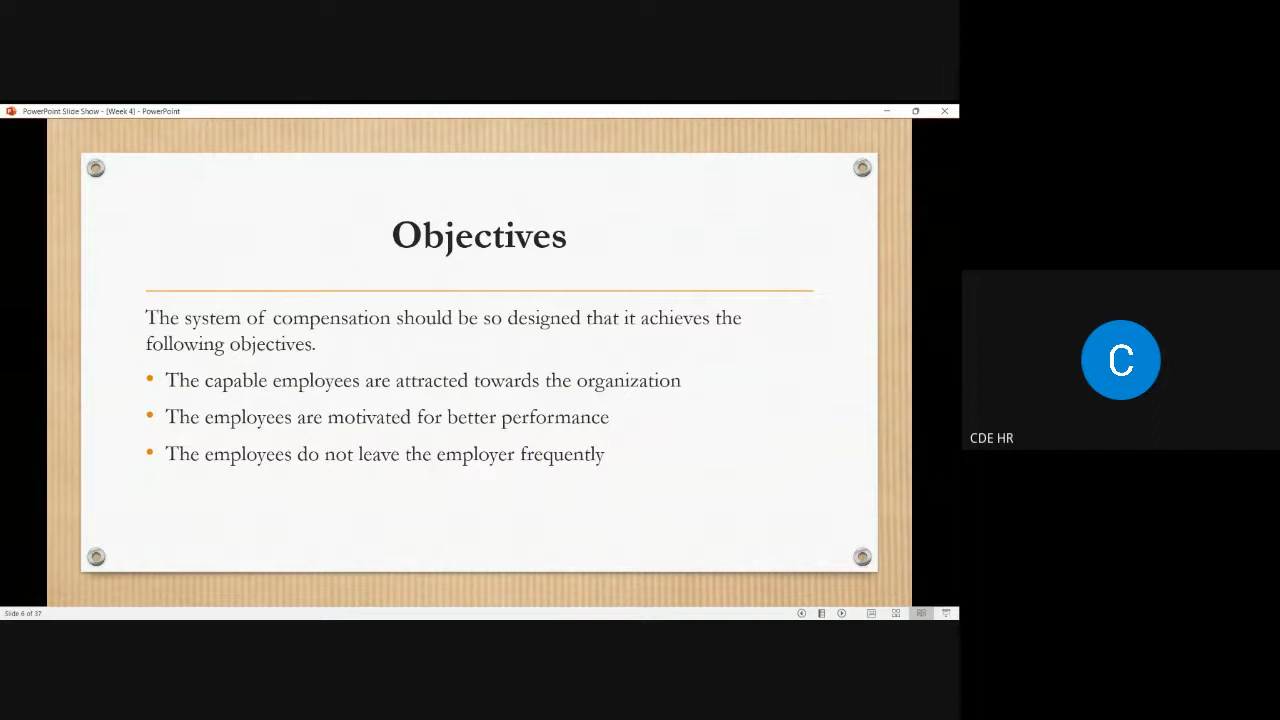 PowerPoint Slide Show - [Week 4] - PowerPoint
Objectives
The system of compensation should be so designed that it achieves the
following objectives.
• The capable employees are attracted towards the organization
• The employees are motivated for better performance
• The employees do not leave the employer frequently
C
CDE HR
Slide 6 of 37